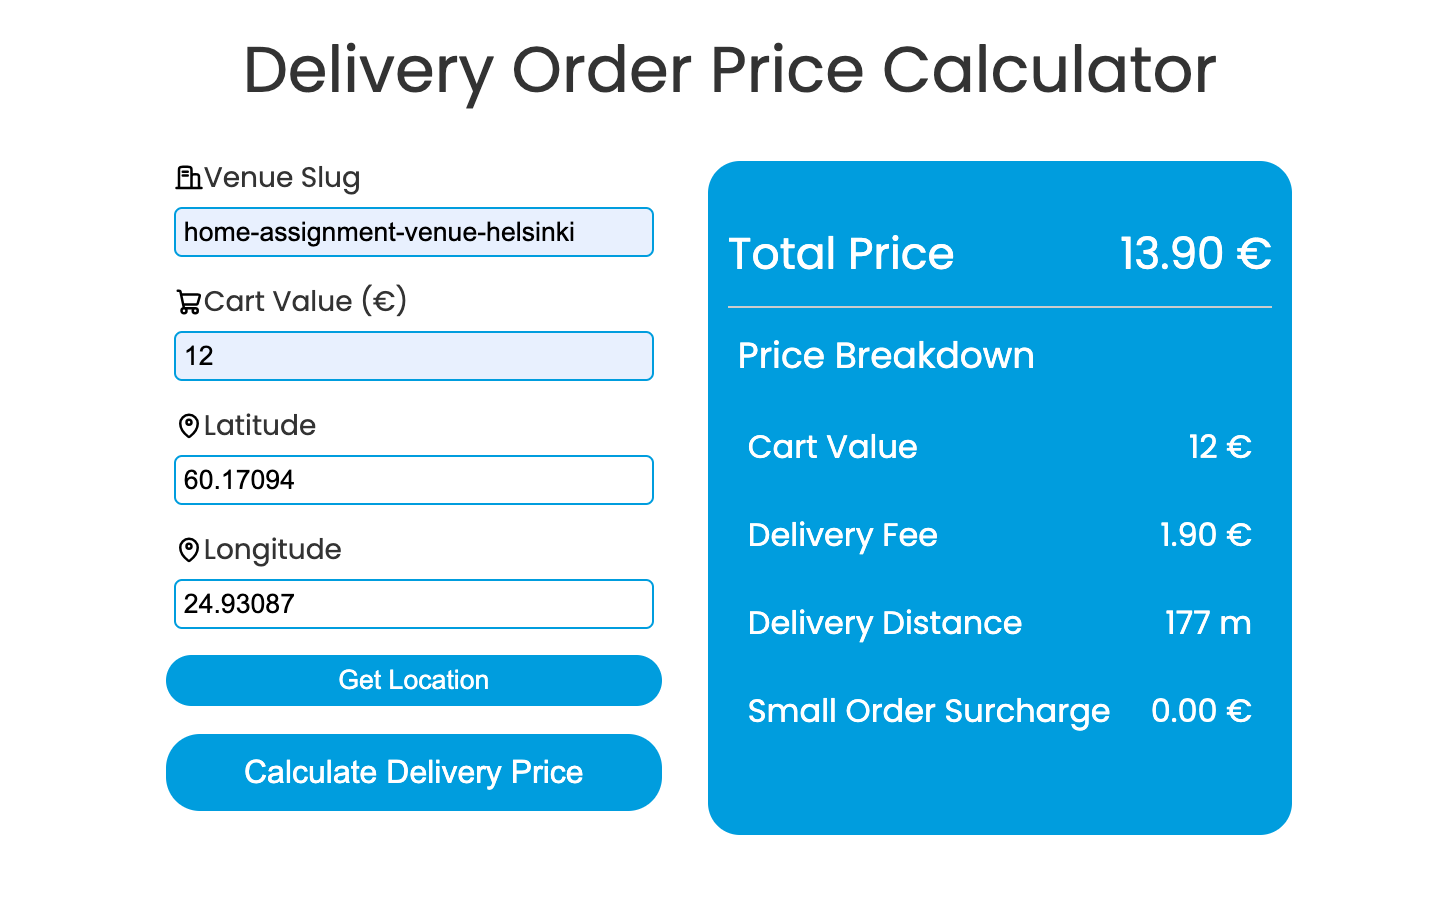 Delivery Order Price Calculator
Venue Slug
home-assignment-venue-helsinki
Cart Value (€)
12
Latitude
60.17094
Longitude
24.93087
Get Location
Calculate Delivery Price
Total Price 13.90 €
Price Breakdown
Cart Value 12 €
Delivery Fee 1.90 €
Delivery Distance 177 m
Small Order Surcharge 0.00 €